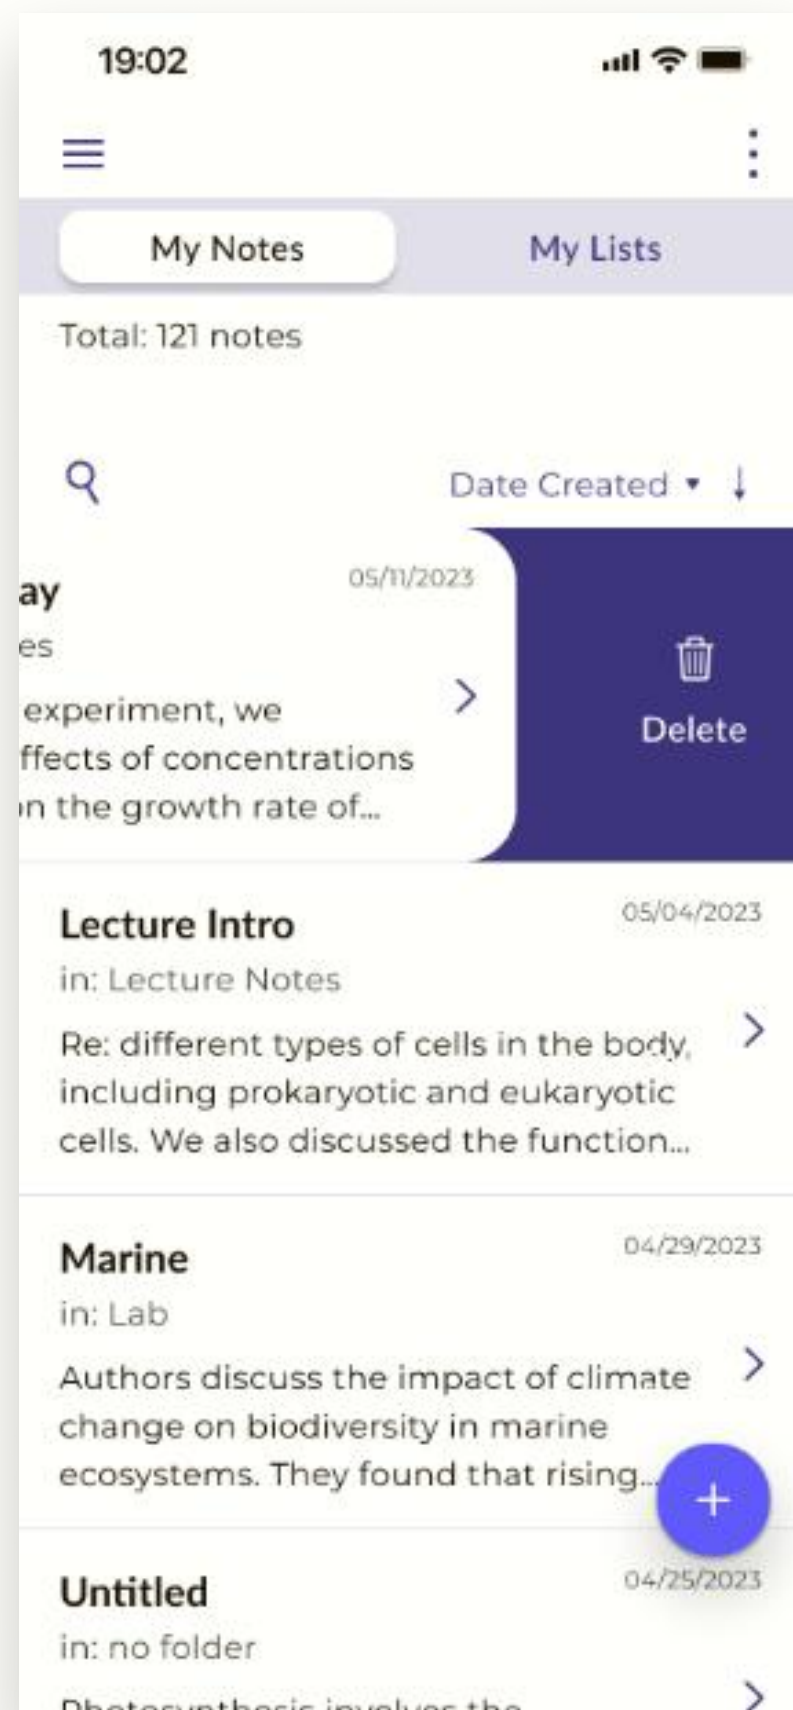 19:02
My Notes
My Lists
Total: 121 notes
Date Created
ay
05/11/2023
es
experiment, we
ffects of concentrations
on the growth rate of...
Delete
Lecture Intro
05/04/2023
in: Lecture Notes
Re: different types of cells in the body,
including prokaryotic and eukaryotic
cells. We also discussed the function...
Marine
04/29/2023
in: Lab
Authors discuss the impact of climate
change on biodiversity in marine
ecosystems. They found that rising...
Untitled
04/25/2023
in: no folder
Photosynthesis involves the